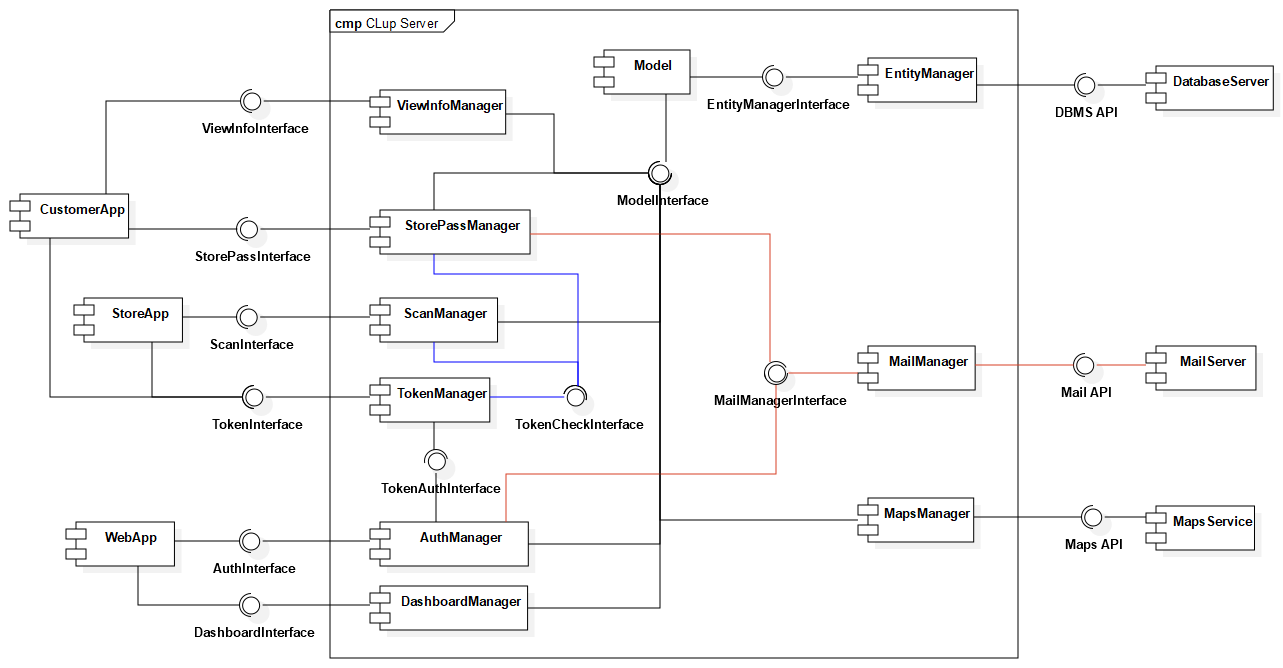 cmp CLup Server
Model
EntityManager
DatabaseServer
EntityManagerInterface
DBMS API
ViewInfoManager
ViewInfoInterface
ModelInterface
CustomerApp
StorePassManager
StorePassInterface
StoreApp
ScanManager
ScanInterface
MailManager
MailServer
TokenManager
MailManagerInterface
Mail API
TokenInterface
TokenCheckInterface
TokenAuthInterface
MapsManager
MapsService
WebApp
AuthManager
Maps API
AuthInterface
DashboardManager
DashboardInterface